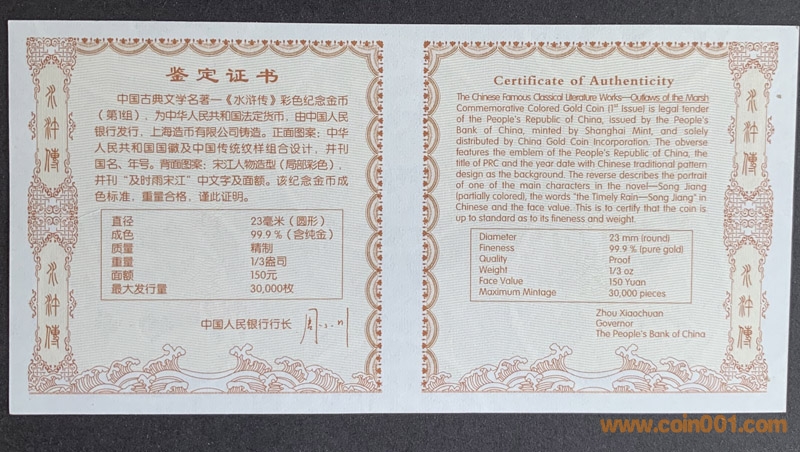 鉴定证书
中国古典文学名著—《水浒传》彩色纪念金币
（第1组），为中华人民共和国法定货币，由中国人民
银行发行，上海造币有限公司铸造。正面图案：中华
人民共和国国徽及中国传统纹样组合设计，并刊
国名、年号。背面图案：宋江人物造型（局部彩色），
并刊“及时雨宋江”中文字及面额。该纪念金币成
色标准，重量合格，谨此证明。
直径 23毫米（圆形）
成色 99.9％（含纯金）
质量 精制
重量 1/3盎司
面额 150元
最大发行量 30,000枚
中国人民银行行长
水浒傳
水浒傳
Certificate of Authenticity
The Chinese Famous Classical Literature Works—Outlaws of the Marsh
Commemorative Colored Gold Coin (1st Issue) is legal tender
of the People's Republic of China, issued by the People's
Bank of China, minted by Shanghai Mint, and solely
distributed by China Gold Coin Incorporation. The obverse
features the emblem of the People's Republic of China, the
title of PRC and the year date with Chinese traditional pattern
design as the background. The reverse describes the portrait
of one of the main characters in the novel—Song Jiang
(partially colored), the words "the Timely Rain—Song Jiang" in
Chinese and the face value. This is to certify that the coin is
up to standard as to its fineness and weight.
Diameter 23 mm (round)
Fineness 99.9 % (pure gold)
Quality Proof
Weight 1/3 oz
Face Value 150 Yuan
Maximum Mintage 30,000 pieces
Zhou Xiaochuan
Governor
The People's Bank of China
水浒傳
水浒傳
www.coin001.com